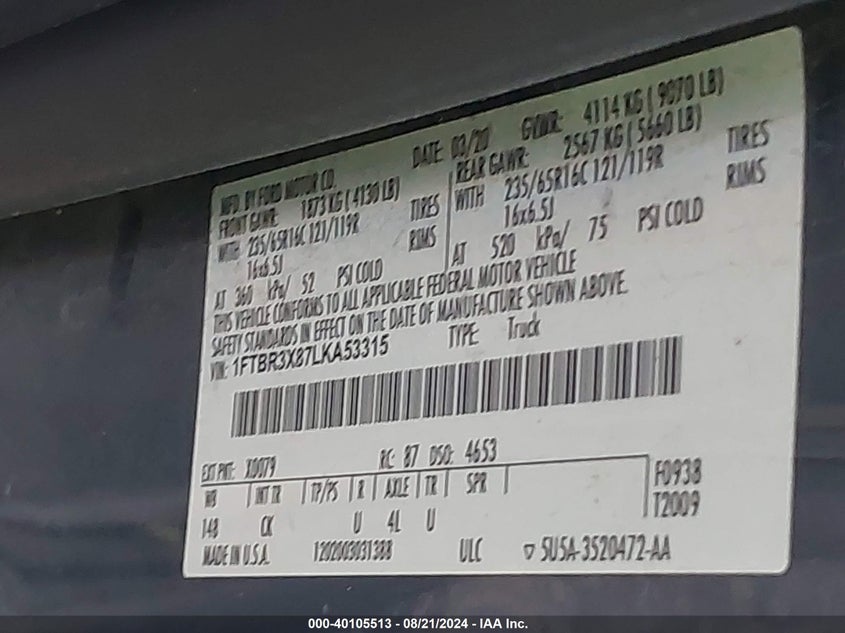 MFD. BY FORD MOTOR CO.
DATE: 03/20 GVWR: 4114 KG ( 9070 LB)
FRONT GAWR: 1873 KG ( 4130 LB)
WITH 235/65R16C 121/119R TIRES
16x6.5J RIMS
AT 360 kPa/ 52 PSI COLD
REAR GAWR: 2567 KG ( 5660 LB)
WITH 235/65R16C 121/119R TIRES
16x6.5J RIMS
AT 520 kPa/ 75 PSI COLD
THIS VEHICLE CONFORMS TO ALL APPLICABLE FEDERAL MOTOR VEHICLE
SAFETY STANDARDS IN EFFECT ON THE DATE OF MANUFACTURE SHOWN ABOVE.
VIN: 1FTBR3X87LKA53315 TYPE: Truck
EXT PNT: X0079 RC: 87 DSO: 4653
WB INT TR TP/PS R AXLE TR SPR F0938
148 CK U 4L U T2009
MADE IN U.S.A. 1202003031388 ULC ▽ 5U5A-3520472-AA
000-40105513 - 08/21/2024 - IAA Inc.